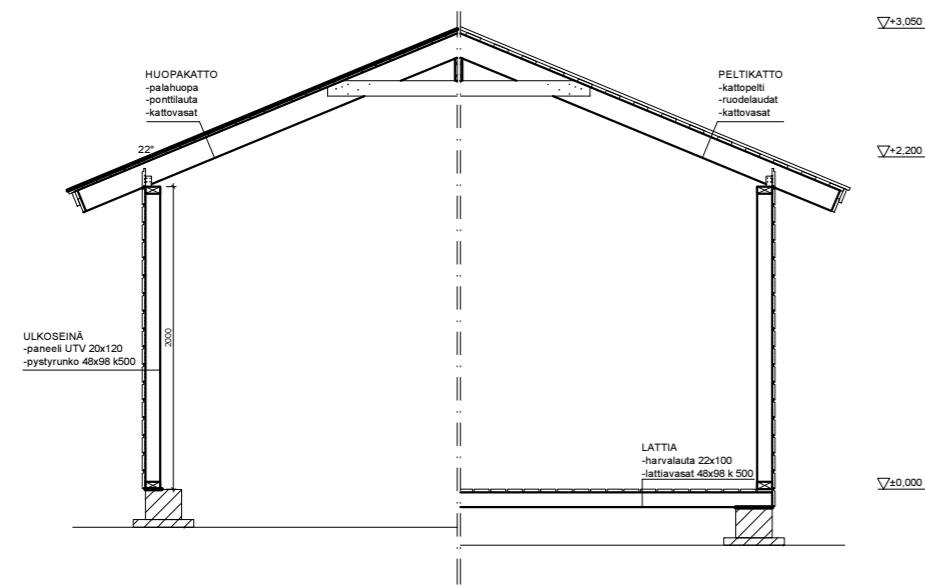 +3,050
HUOPAKATTO
-palahuopa
-ponttilauta
-kattovasat
PELTIKATTO
-kattopelti
-ruodelaudat
-kattovasat
22°
+2,200
ULKOSEINÄ
-paneeli UTV 20x120
-pystyrunko 48x98 k500
2000
LATTIA
-harvalauta 22x100
-lattiavasat 48x98 k 500
±0,000